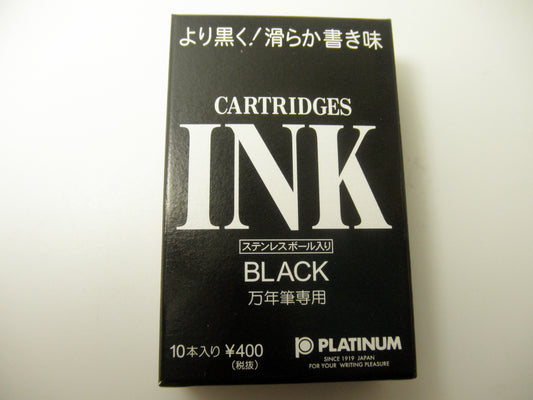 より黒く!滑らか書き味
CARTRIDGES
INK
ステンレスボール入り
BLACK
万年筆専用
10本入り ¥400
(税抜)
PLATINUM
SINCE 1919 JAPAN
FOR YOUR WRITING PLEASURE